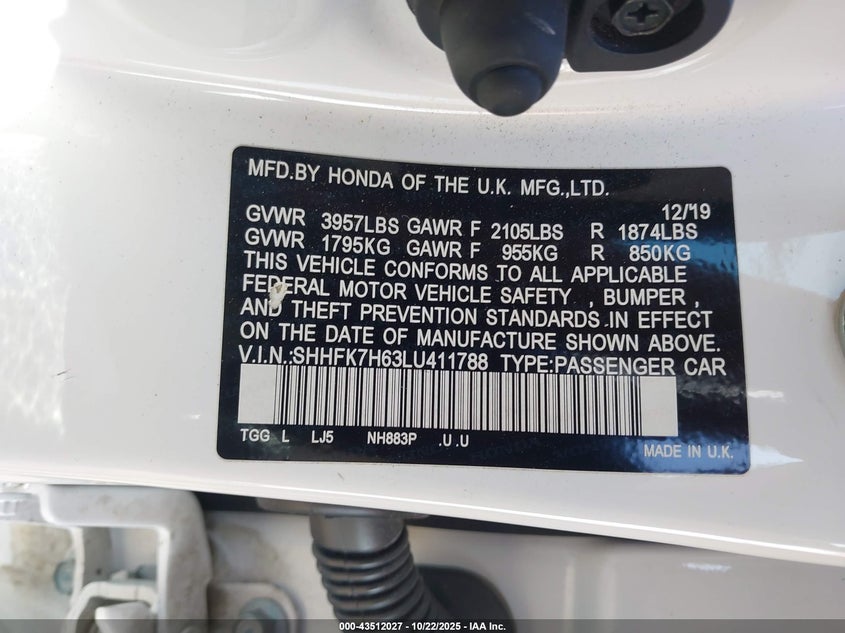 MFD.BY HONDA OF THE U.K. MFG.,LTD.
12/'19
GVWR 3957LBS GAWR F 2105LBS R 1874LBS
GVWR 1795KG GAWR F 955KG R 850KG
THIS VEHICLE CONFORMS TO ALL APPLICABLE
FEDERAL MOTOR VEHICLE SAFETY , BUMPER ,
AND THEFT PREVENTION STANDARDS IN EFFECT
ON THE DATE OF MANUFACTURE SHOWN ABOVE.
V.I.N.:SHHFK7H63LU411788 TYPE:PASSENGER CAR
TGG L LJ5 NH883P .U.U
MADE IN U.K.
000-43512027 - 10/22/2025 - IAA Inc.